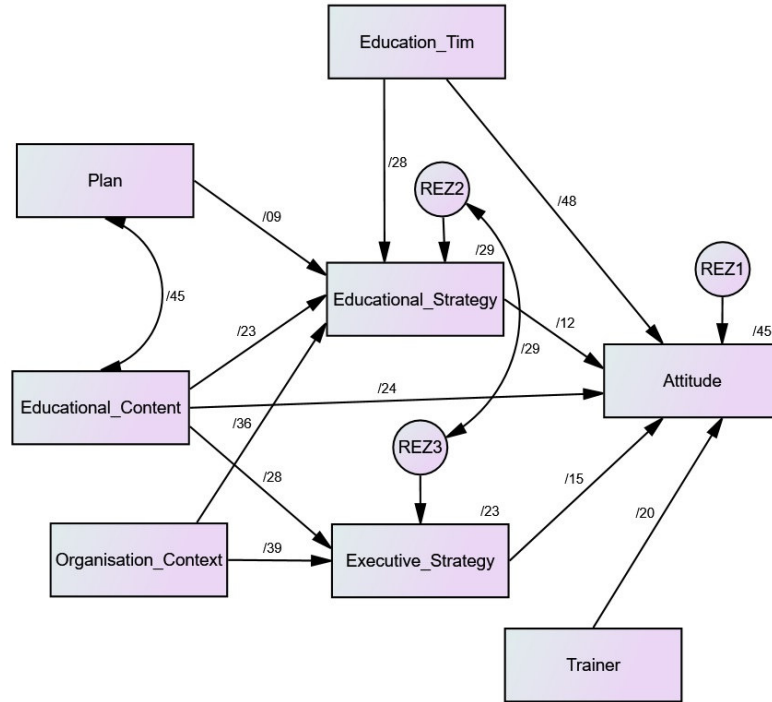 Education_Tim
Plan
/28
REZ2
/48
/09
/29
REZ1
/45
Educational_Strategy
/12
/45
/23
/29
Attitude
Educational_Content
/24
/36
REZ3
/28
/15
/23
/20
Organisation_Context
/39
Executive_Strategy
Trainer